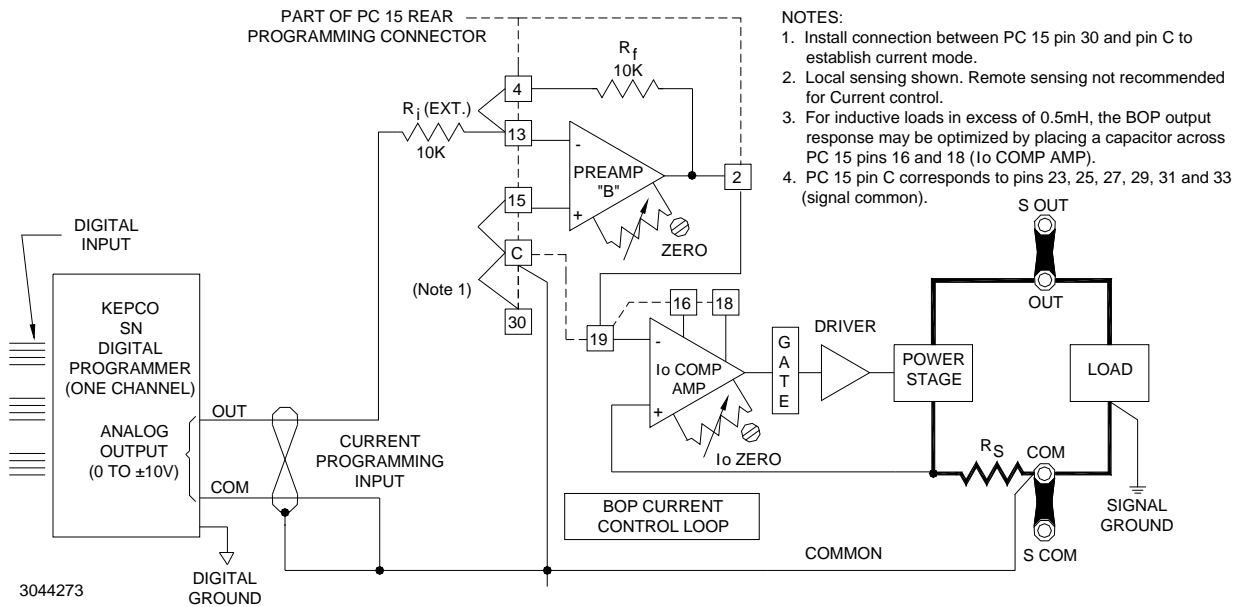 PART OF PC 15 REAR
PROGRAMMING CONNECTOR
NOTES:
1. Install connection between PC 15 pin 30 and pin C to
establish current mode.
2. Local sensing shown. Remote sensing not recommended
for Current control.
3. For inductive loads in excess of 0.5mH, the BOP output
response may be optimized by placing a capacitor across
PC 15 pins 16 and 18 (Io COMP AMP).
4. PC 15 pin C corresponds to pins 23, 25, 27, 29, 31 and 33
(signal common).
Rf
10K
4
Ri (EXT.)
10K
13
-
PREAMP
"B"
+
2
15
C
ZERO
(Note 1)
30
DIGITAL
INPUT
KEPCO
SN
DIGITAL
PROGRAMMER
(ONE CHANNEL)
ANALOG
OUTPUT
(0 TO ±10V)
OUT
COM
CURRENT
PROGRAMMING
INPUT
DIGITAL
GROUND
19
16
18
-
Io COMP
AMP
+
Io ZERO
GATE
DRIVER
POWER
STAGE
S OUT
OUT
LOAD
RS
COM
S COM
SIGNAL
GROUND
BOP CURRENT
CONTROL LOOP
COMMON
3044273